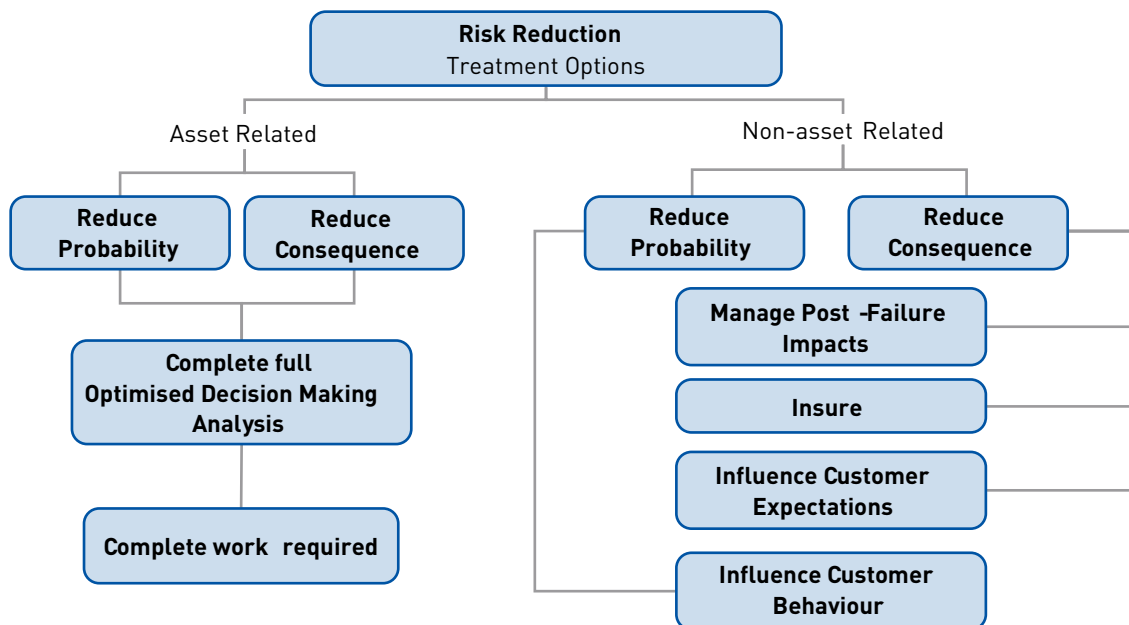 Risk Reduction
Treatment Options
Asset Related
Non-asset Related
Reduce
Probability
Reduce
Consequence
Reduce
Probability
Reduce
Consequence
Complete full
Optimised Decision Making
Analysis
Complete work required
Manage Post -Failure
Impacts
Insure
Influence Customer
Expectations
Influence Customer
Behaviour